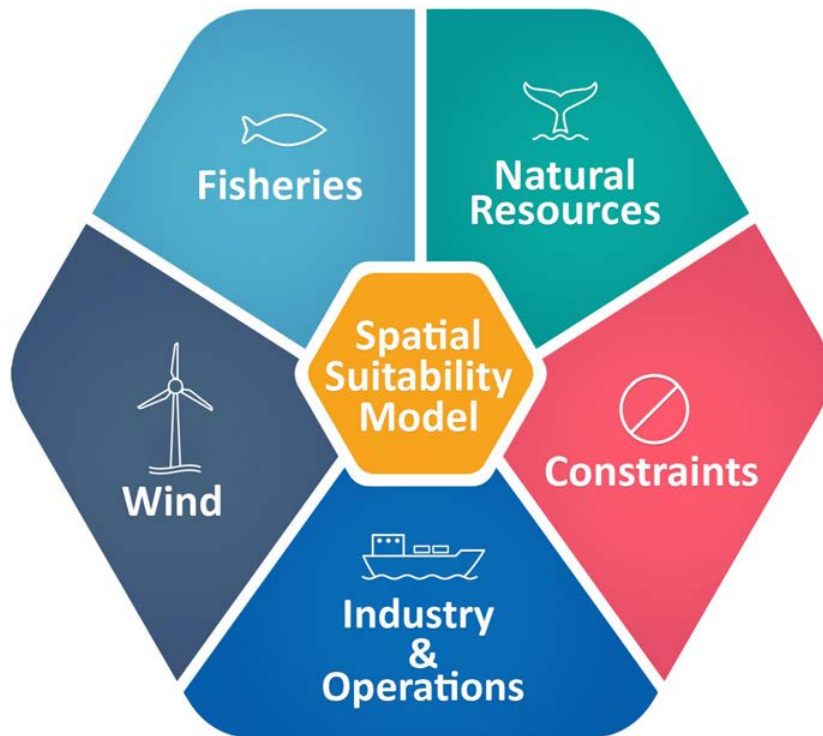 Fisheries
Natural
Resources
Spatial
Suitability
Model
Wind
Constraints
Industry
&
Operations